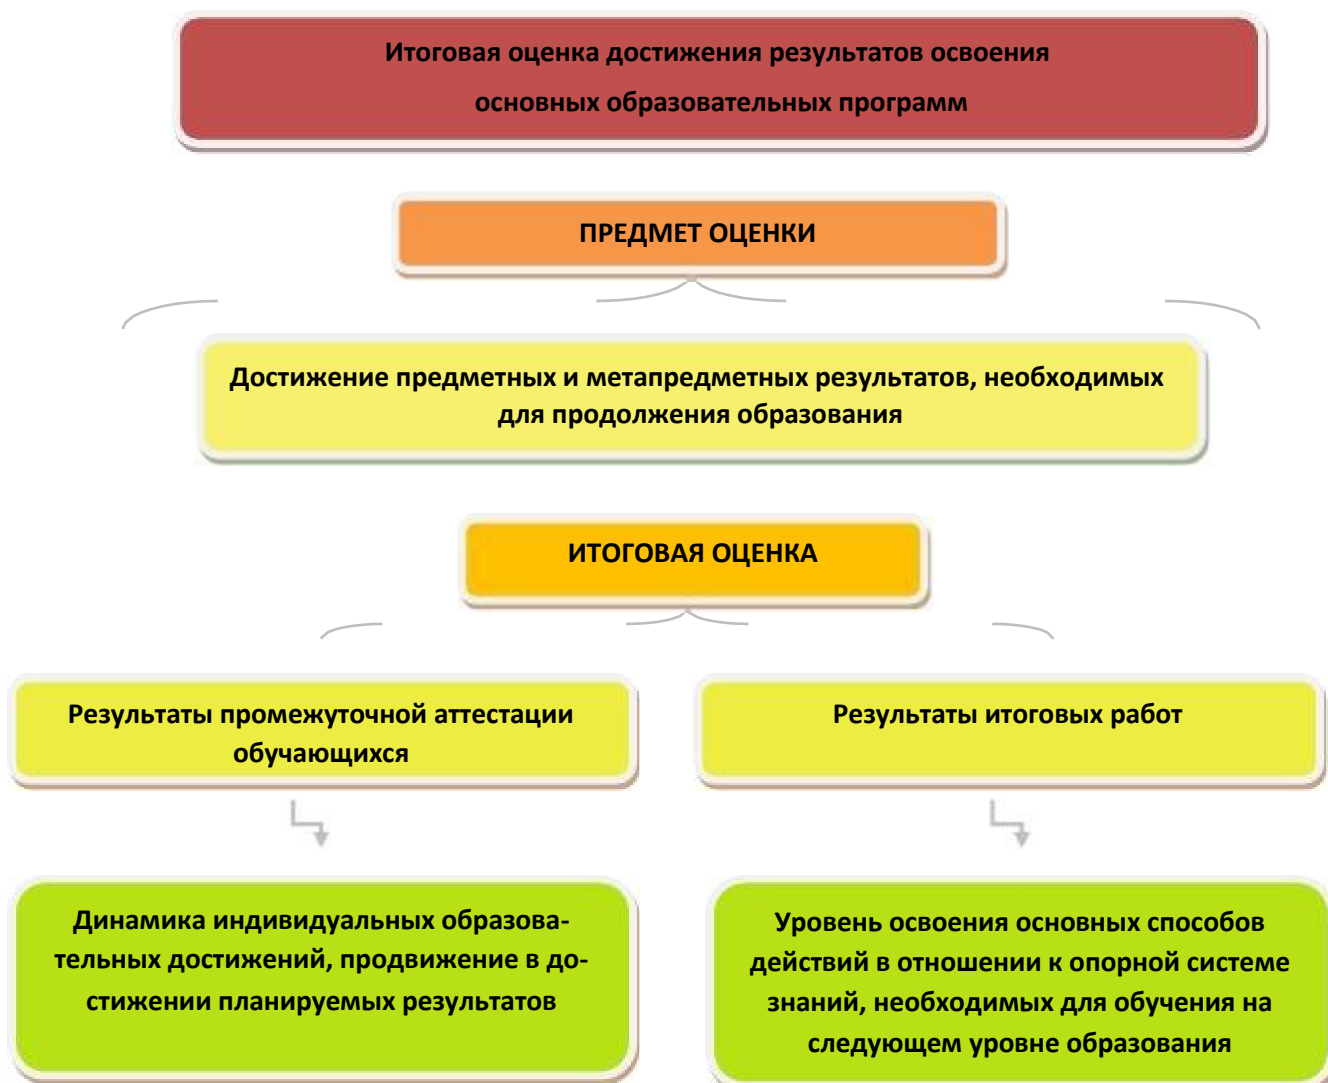 Итоговая оценка достижения результатов освоения
основных образовательных программ
ПРЕДМЕТ ОЦЕНКИ
Достижение предметных и метапредметных результатов, необходимых
для продолжения образования
ИТОГОВАЯ ОЦЕНКА
Результаты промежуточной аттестации
обучающихся
Результаты итоговых работ
Динамика индивидуальных образова-
тельных достижений, продвижение в до-
стижении планируемых результатов
Уровень освоения основных способов
действий в отношении к опорной системе
знаний, необходимых для обучения на
следующем уровне образования